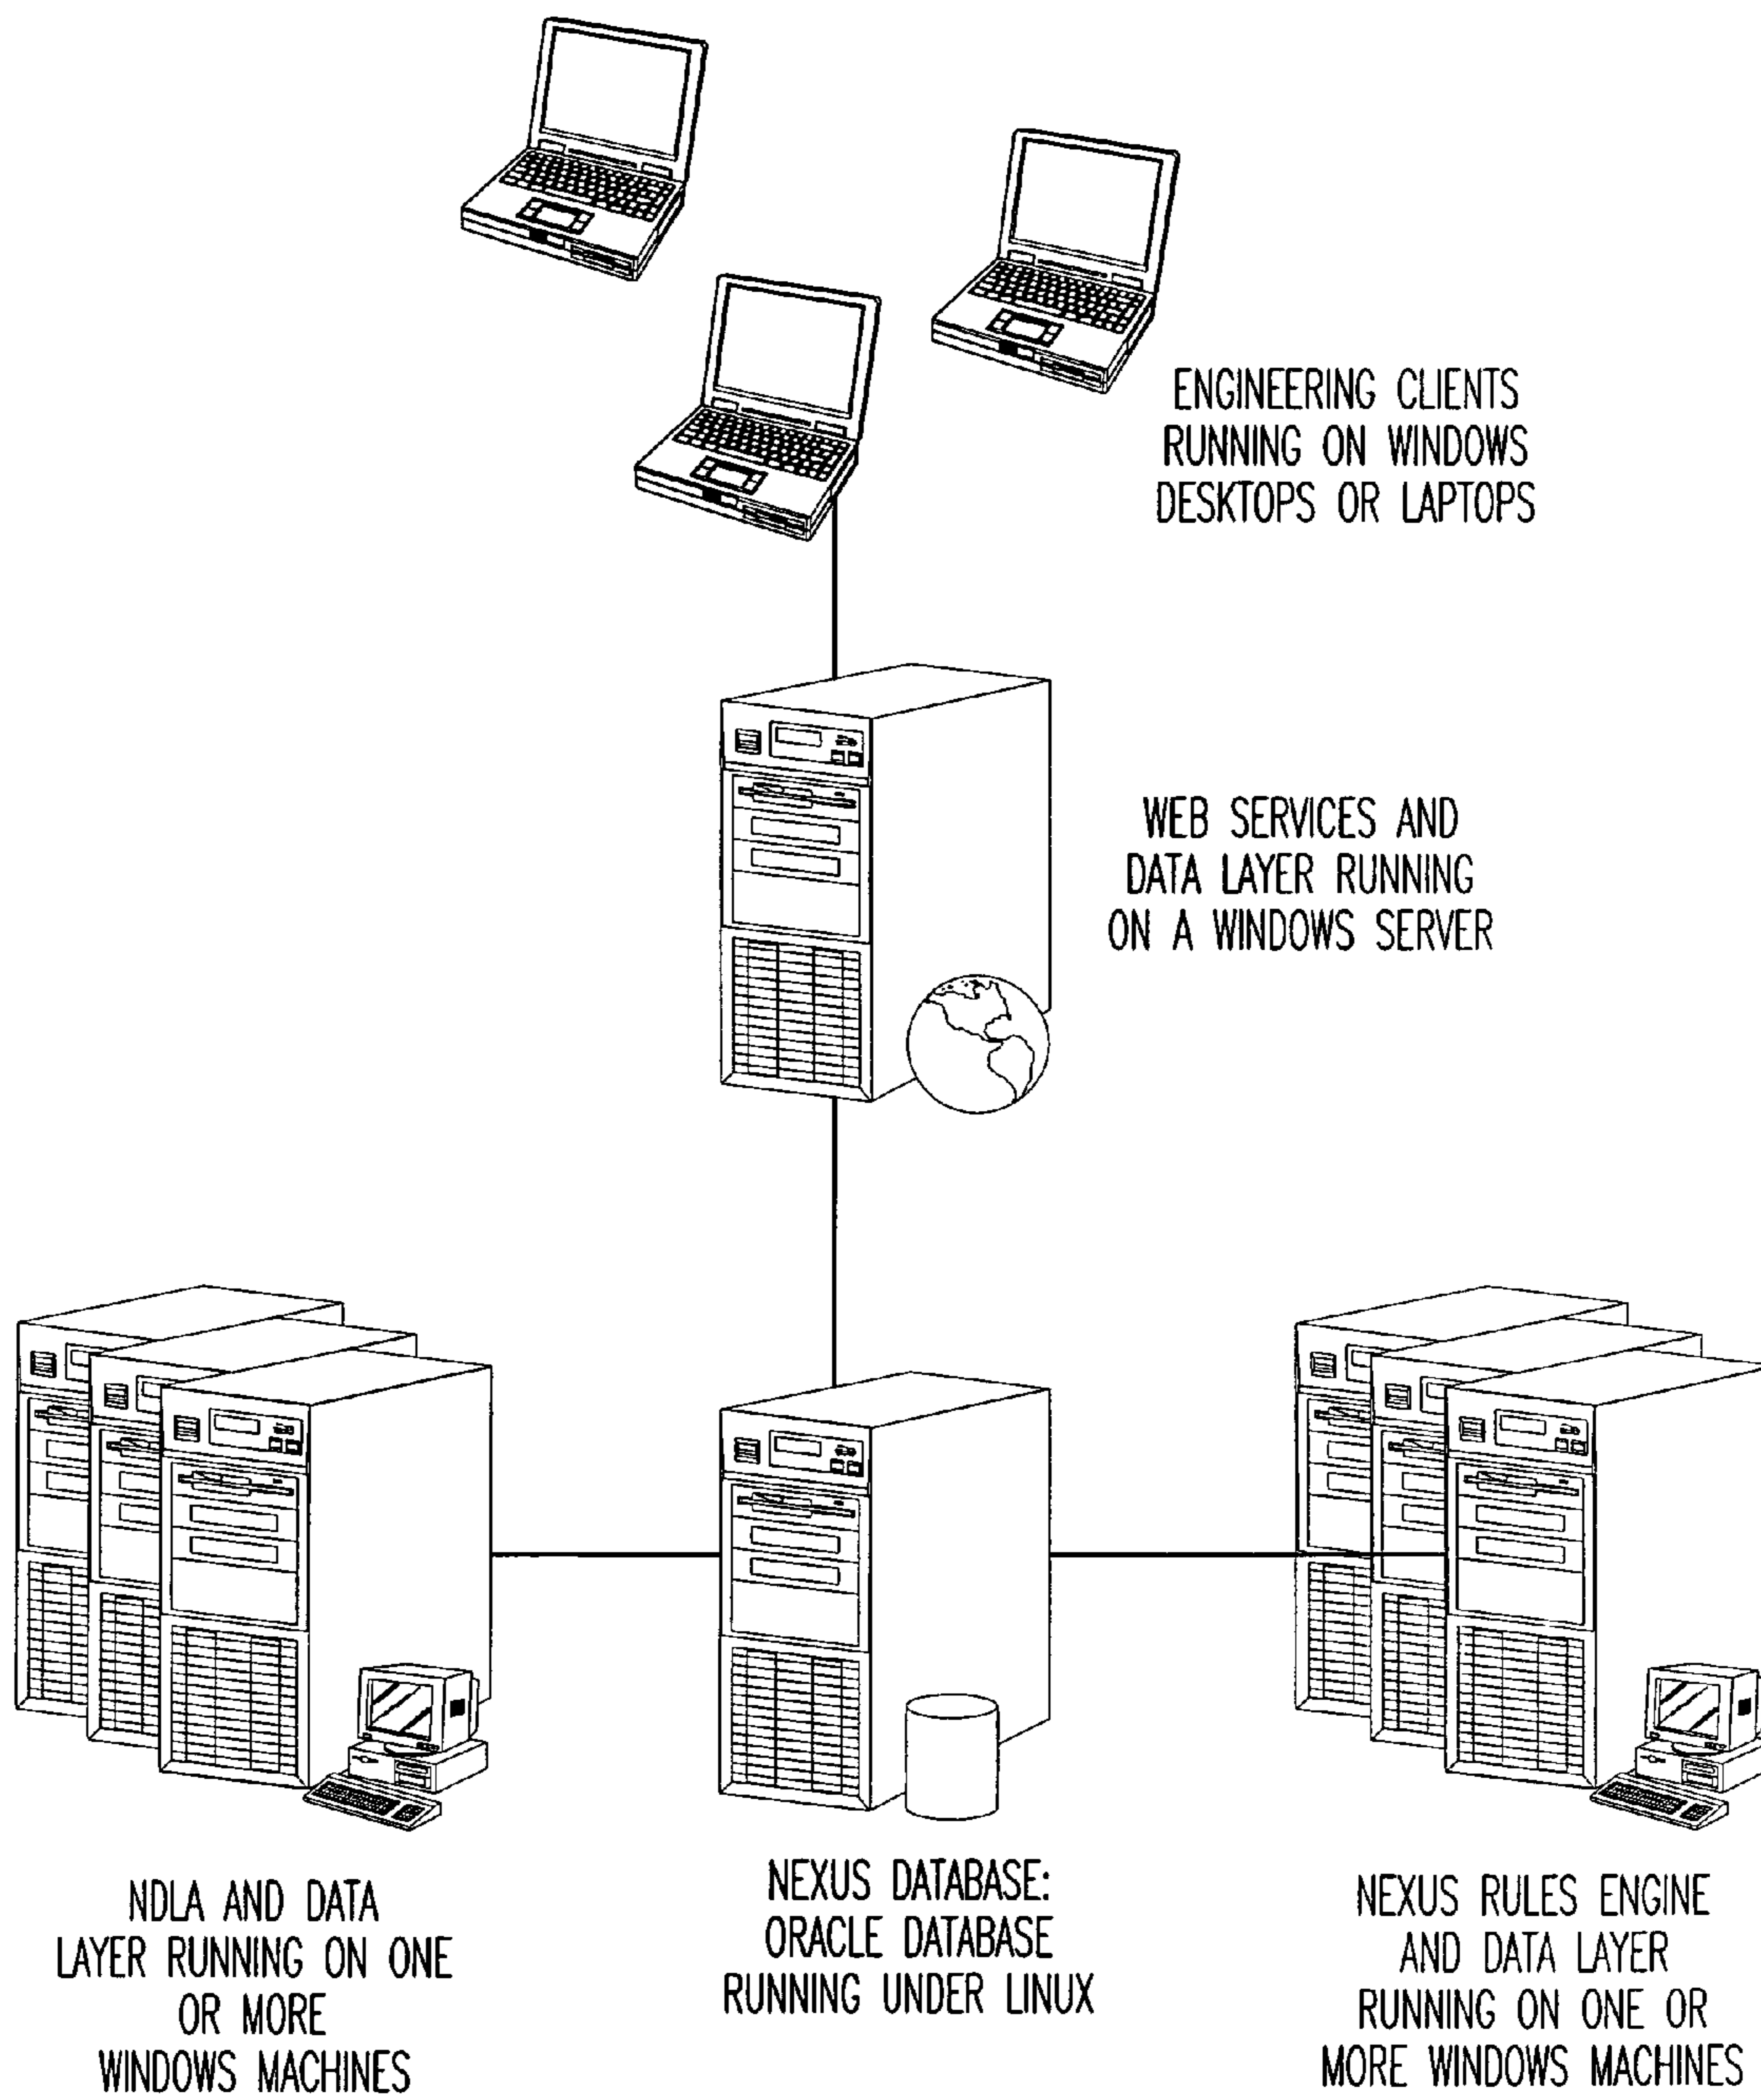 ENGINEERING CLIENTS
RUNNING ON WINDOWS
DESKTOPS OR LAPTOPS
WEB SERVICES AND
DATA LAYER RUNNING
ON A WINDOWS SERVER
NDLA AND DATA
LAYER RUNNING ON ONE
OR MORE
WINDOWS MACHINES
NEXUS DATABASE:
ORACLE DATABASE
RUNNING UNDER LINUX
NEXUS RULES ENGINE
AND DATA LAYER
RUNNING ON ONE OR
MORE WINDOWS MACHINES